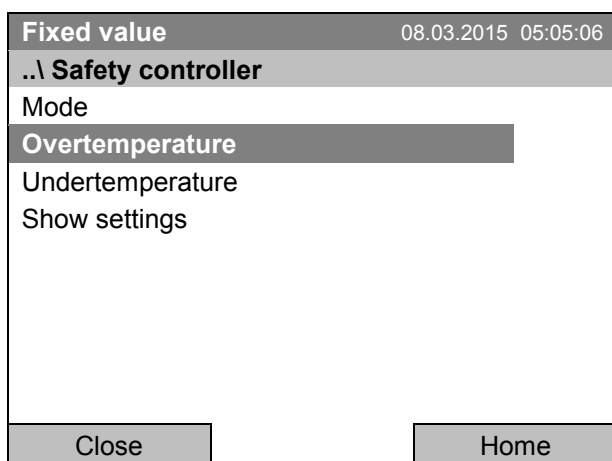 Fixed value 08.03.2015 05:05:06
..\ Safety controller
Mode
Overtemperature
Undertemperature
Show settings
Close Home